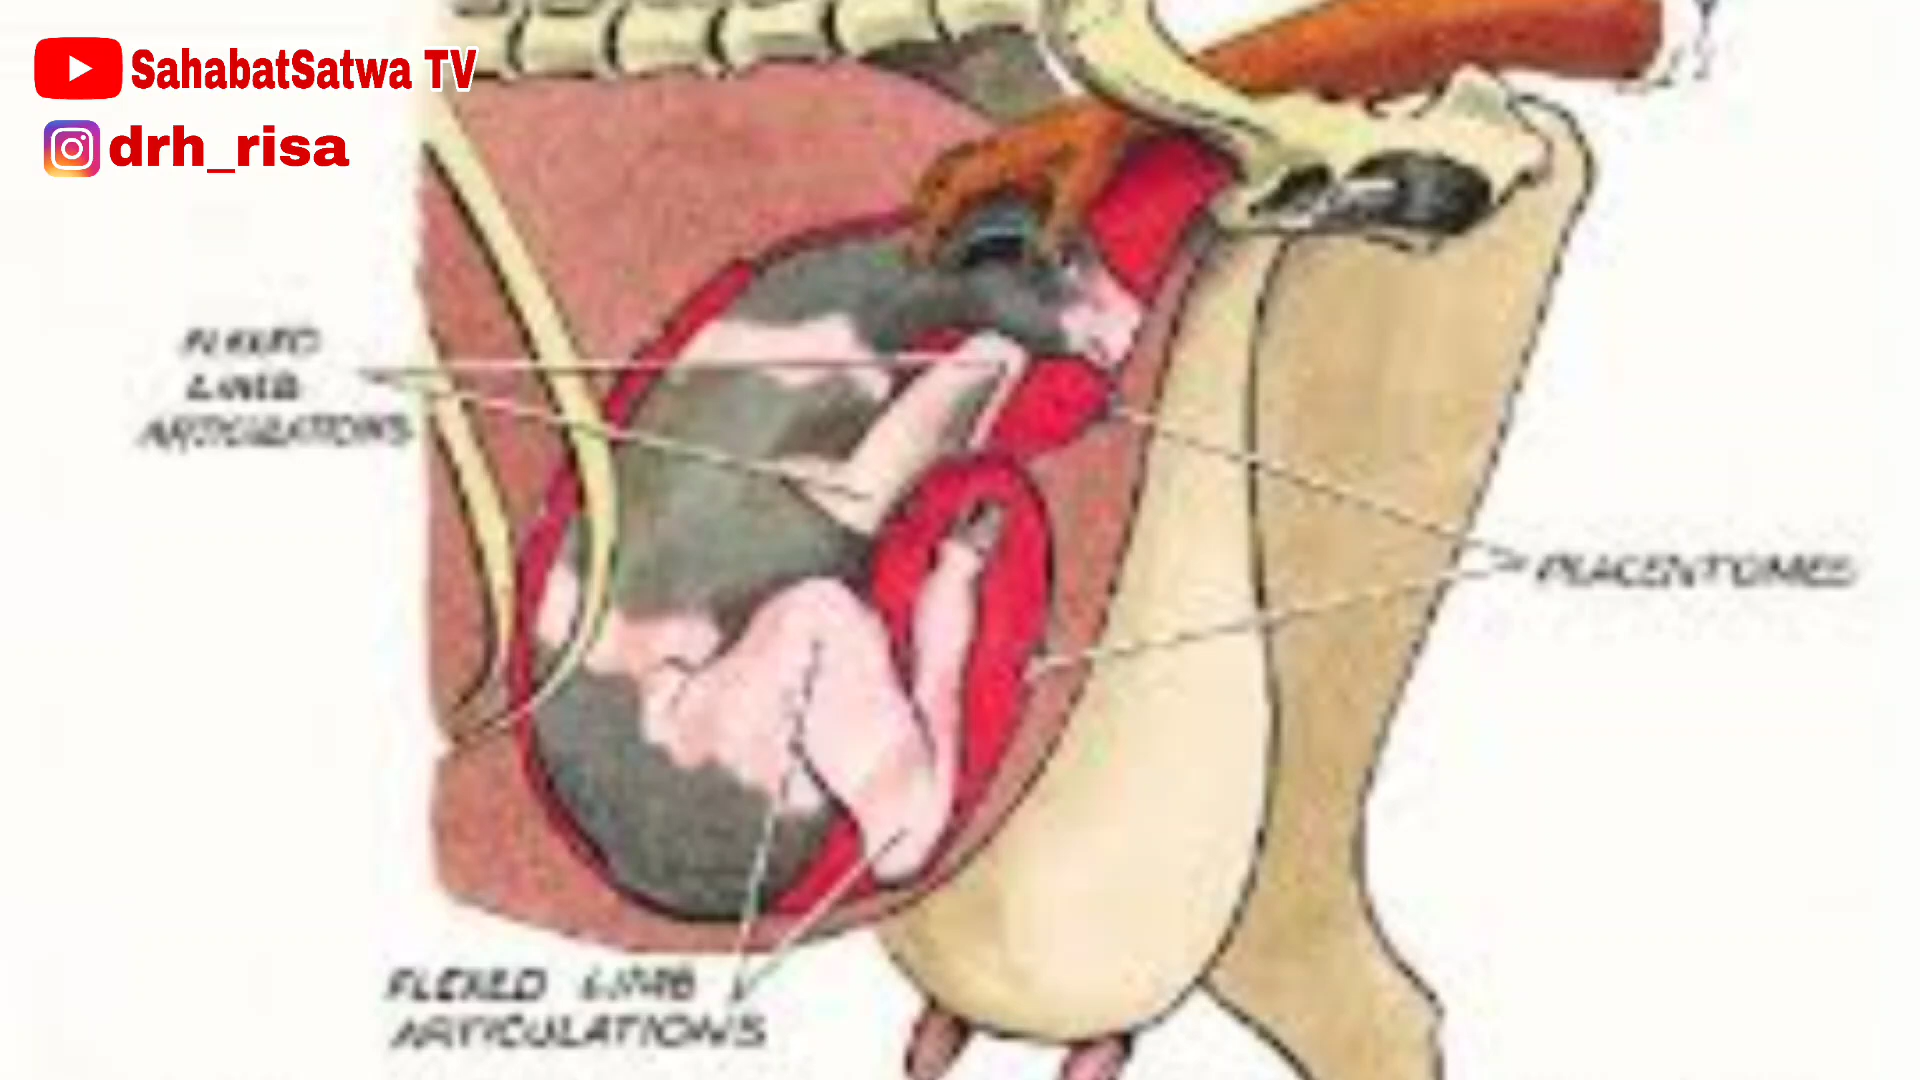 SahabatSatwa TV
drh_risa
FLEXED
LIMB
ARTICULATIONS
PLACENTOMES
FLEXED LIMB
ARTICULATIONS